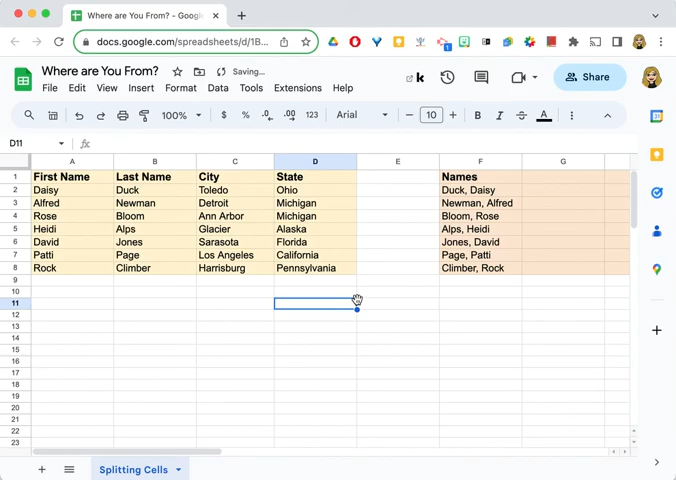 Where are You From? - Google
docs.google.com/spreadsheets/d/1B...
Where are You From? Saving...
k
Share
File Edit View Insert Format Data Tools Extensions Help
100% $ % .0 .00 123 Arial 10 B I S A
D11 fx
A B C D E F G
1 First Name Last Name City State Names
2 Daisy Duck Toledo Ohio Duck, Daisy
3 Alfred Newman Detroit Michigan Newman, Alfred
4 Rose Bloom Ann Arbor Michigan Bloom, Rose
5 Heidi Alps Glacier Alaska Alps, Heidi
6 David Jones Sarasota Florida Jones, David
7 Patti Page Los Angeles California Page, Patti
8 Rock Climber Harrisburg Pennsylvania Climber, Rock
9
10
11
12
13
14
15
16
17
18
19
20
21
22
23
Splitting Cells